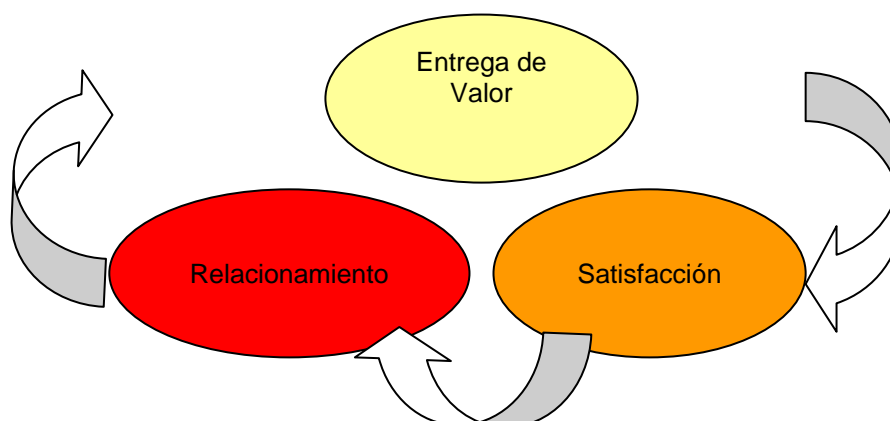 Entrega de
Valor
Relacionamiento
Satisfacción